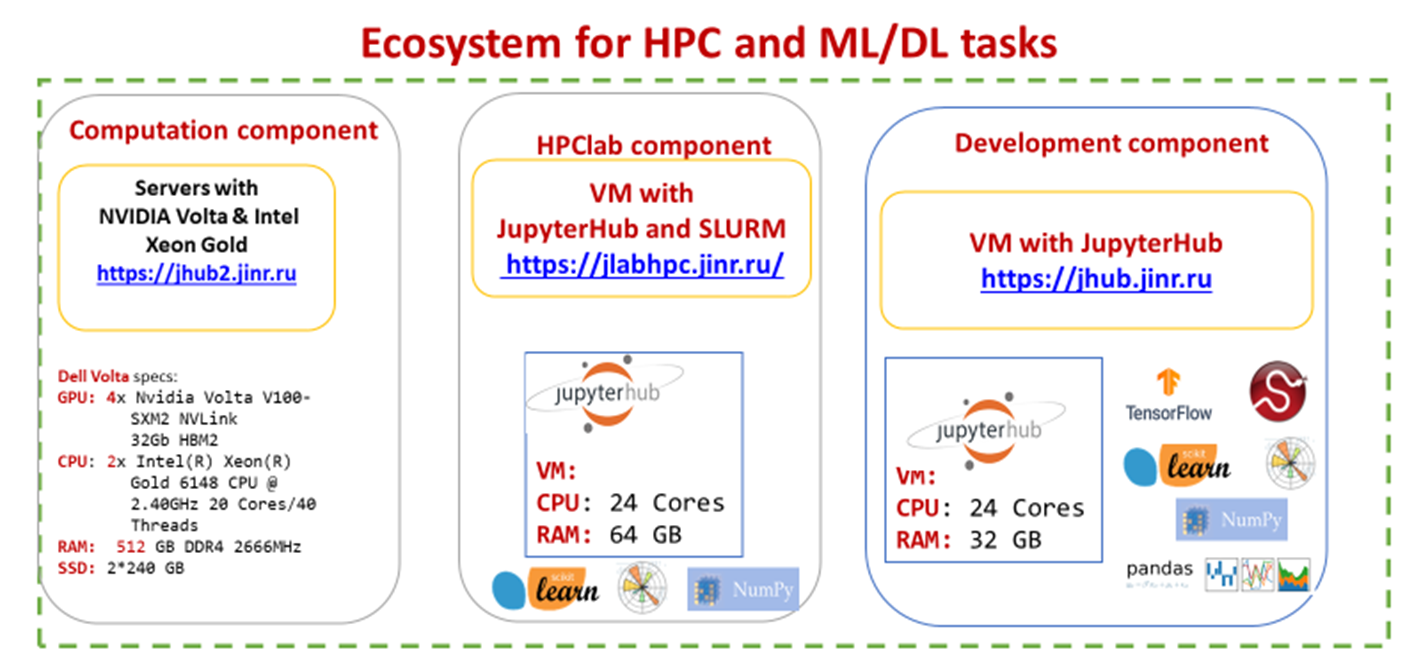 Ecosystem for HPC and ML/DL tasks
Computation component
Servers with
NVIDIA Volta & Intel
Xeon Gold
https://jhub2.jinr.ru
Dell Volta specs:
GPU: 4x Nvidia Volta V100-
SXM2 NVLink
32Gb HBM2
CPU: 2x Intel(R) Xeon(R)
Gold 6148 CPU @
2.40GHz 20 Cores/40
Threads
RAM: 512 GB DDR4 2666MHz
SSD: 2*240 GB
HPClab component
VM with
JupyterHub and SLURM
https://jlabhpc.jinr.ru/
jupyterhub
VM:
CPU: 24 Cores
RAM: 64 GB
scikit
learn
NumPy
Development component
VM with JupyterHub
https://jhub.jinr.ru
jupyterhub
VM:
CPU: 24 Cores
RAM: 32 GB
TensorFlow
scikit
learn
NumPy
pandas